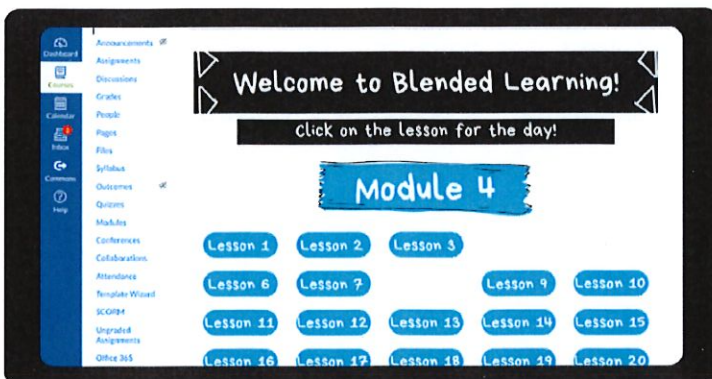 Dashboard
Courses
Calendar
Inbox
Commons
Help
Announcements
Assignments
Discussions
Grades
People
Pages
Files
Syllabus
Outcomes
Quizzes
Modules
Conferences
Collaborations
Attendance
Template Wizard
SCORM
Ungraded
Assignments
Office 365
Welcome to Blended Learning!
Click on the lesson for the day!
Module 4
Lesson 1 Lesson 2 Lesson 3
Lesson 6 Lesson 7 Lesson 9 Lesson 10
Lesson 11 Lesson 12 Lesson 13 Lesson 14 Lesson 15
Lesson 16 Lesson 17 Lesson 18 Lesson 19 Lesson 20